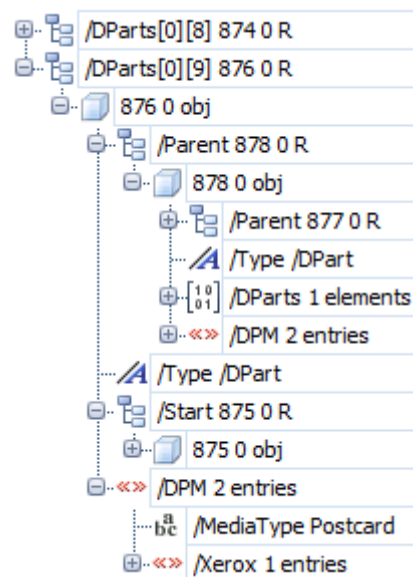 /DParts[0][8] 874 0 R
/DParts[0][9] 876 0 R
876 0 obj
/Parent 878 0 R
878 0 obj
/Parent 877 0 R
/Type /DPart
/DParts 1 elements
/DPM 2 entries
/Type /DPart
/Start 875 0 R
875 0 obj
/DPM 2 entries
/MediaType Postcard
/Xerox 1 entries